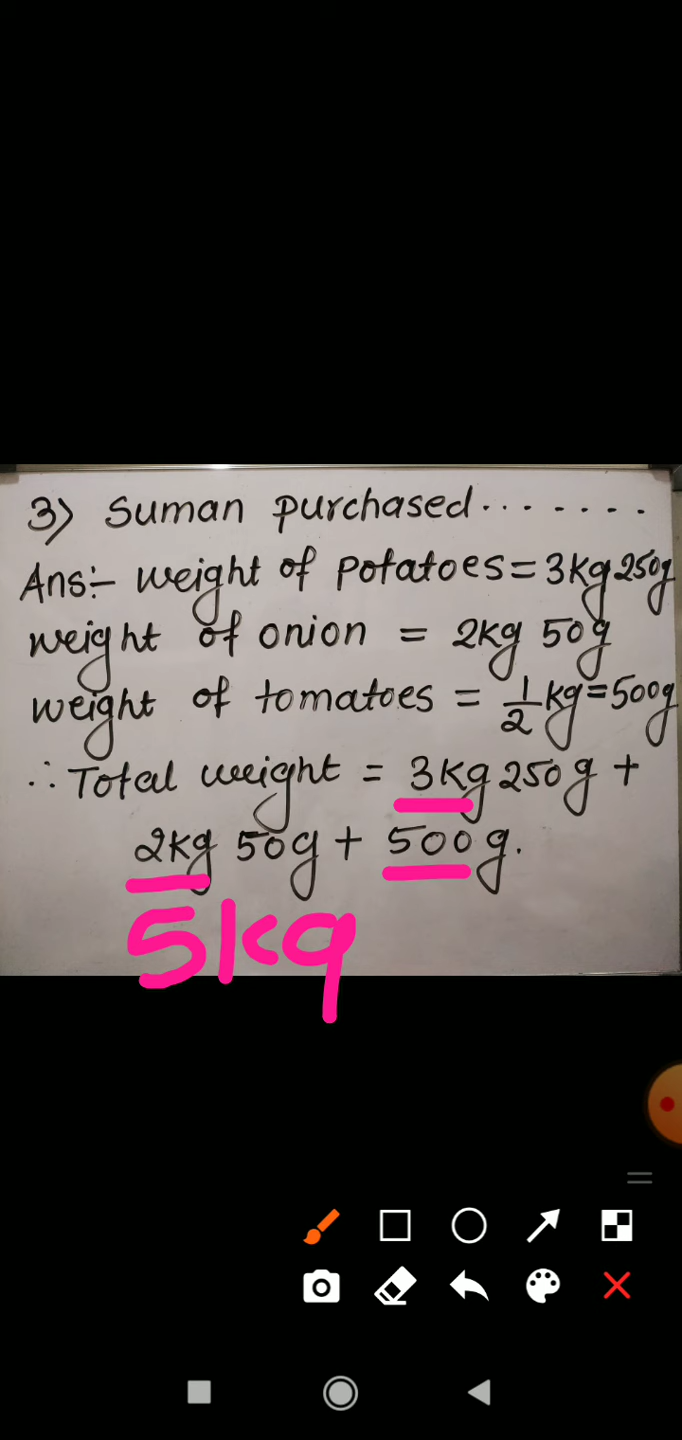 3) Suman purchased........
Ans:- weight of potatoes = 3kg 250g
weight of onion = 2kg 50g
weight of tomatoes = 1/2 kg = 500g
∴ Total weight = 3kg 250g +
2kg 50g + 500g.
5kg